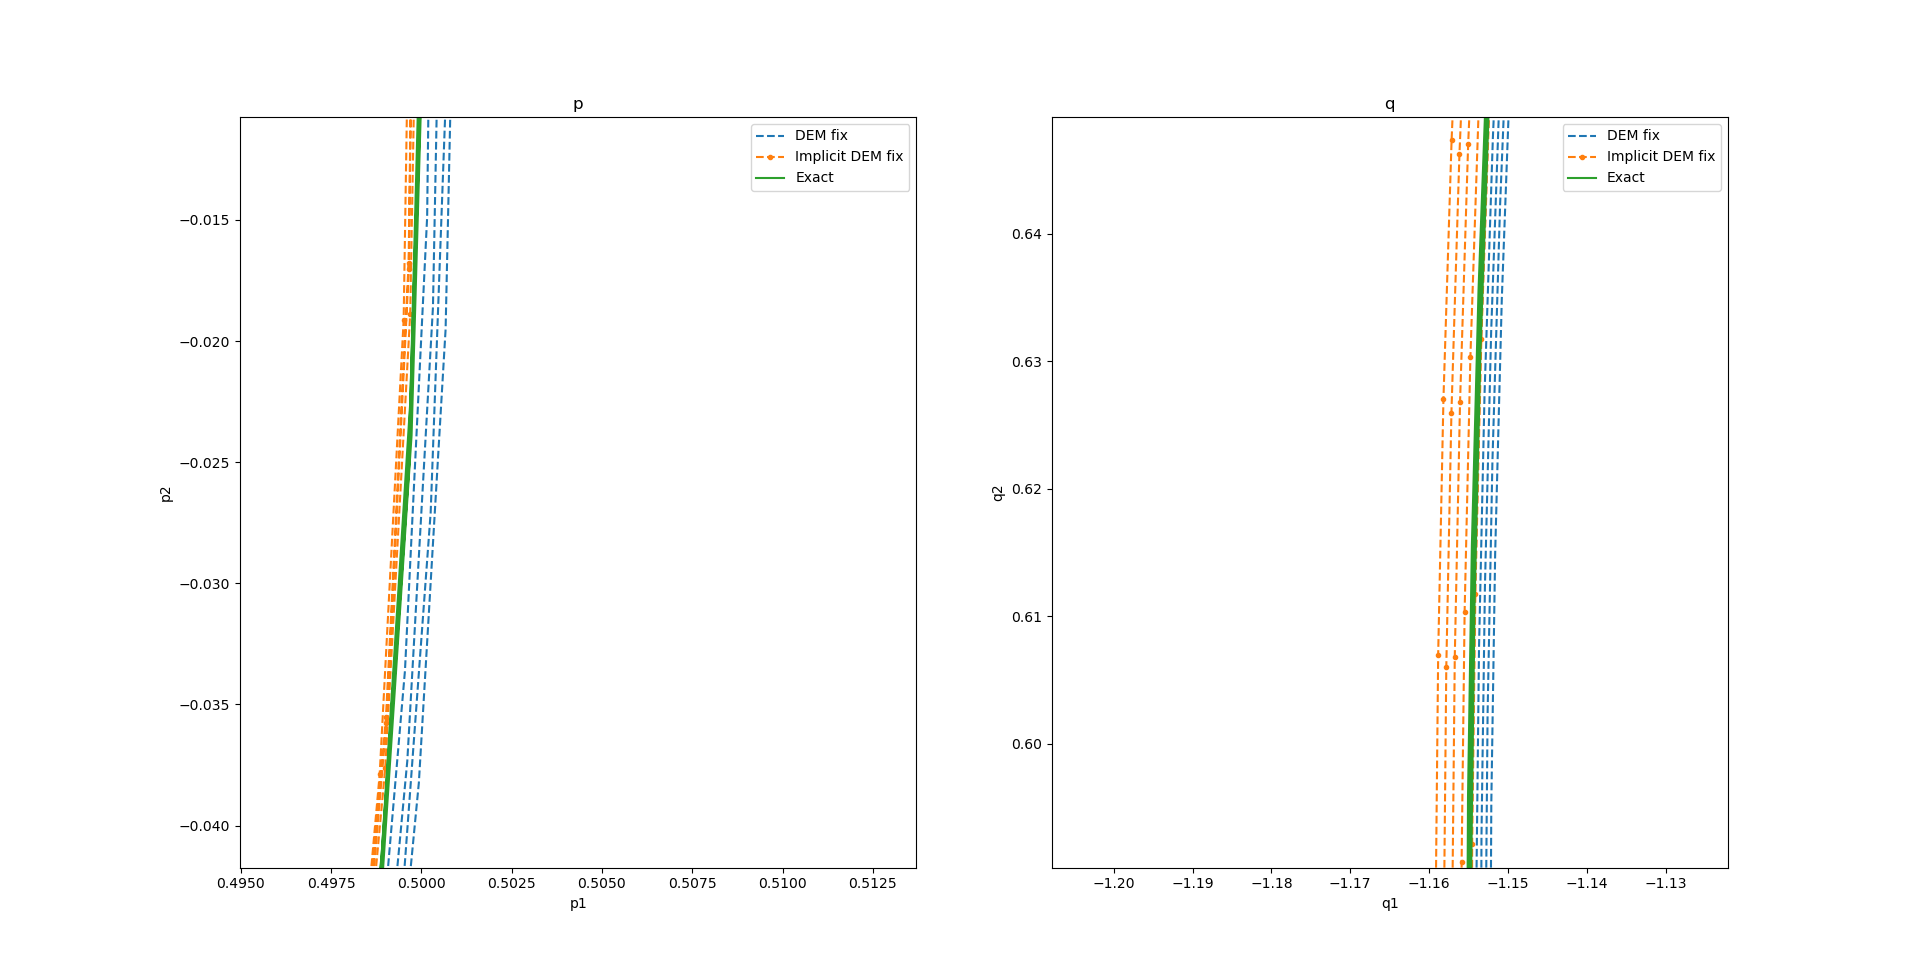 p
DEM fix
Implicit DEM fix
Exact
−0.015
−0.020
−0.025
−0.030
−0.035
−0.040
p2
0.4950 0.4975 0.5000 0.5025 0.5050 0.5075 0.5100 0.5125
p1
q
DEM fix
Implicit DEM fix
Exact
0.64
0.63
0.62
0.61
0.60
q2
−1.20 −1.19 −1.18 −1.17 −1.16 −1.15 −1.14 −1.13
q1